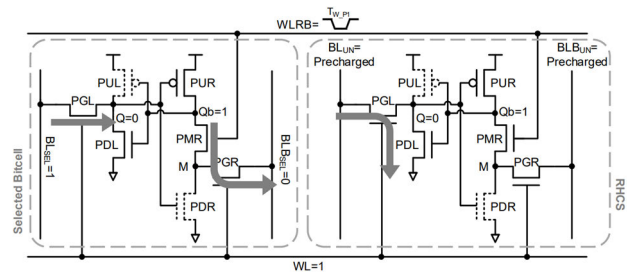 WLRB= T_W_P1
BL_UN= Precharged
BLB_UN= Precharged
PUL
PUR
PGL
Q=0
Qb=1
PDL
PMR
M
PGR
PDR
BL_SEL=1
BLB_SEL=0
Selected Bitcell
PUL
PUR
PGL
Q=0
Qb=1
PDL
PMR
M
PGR
PDR
RHCS
WL=1